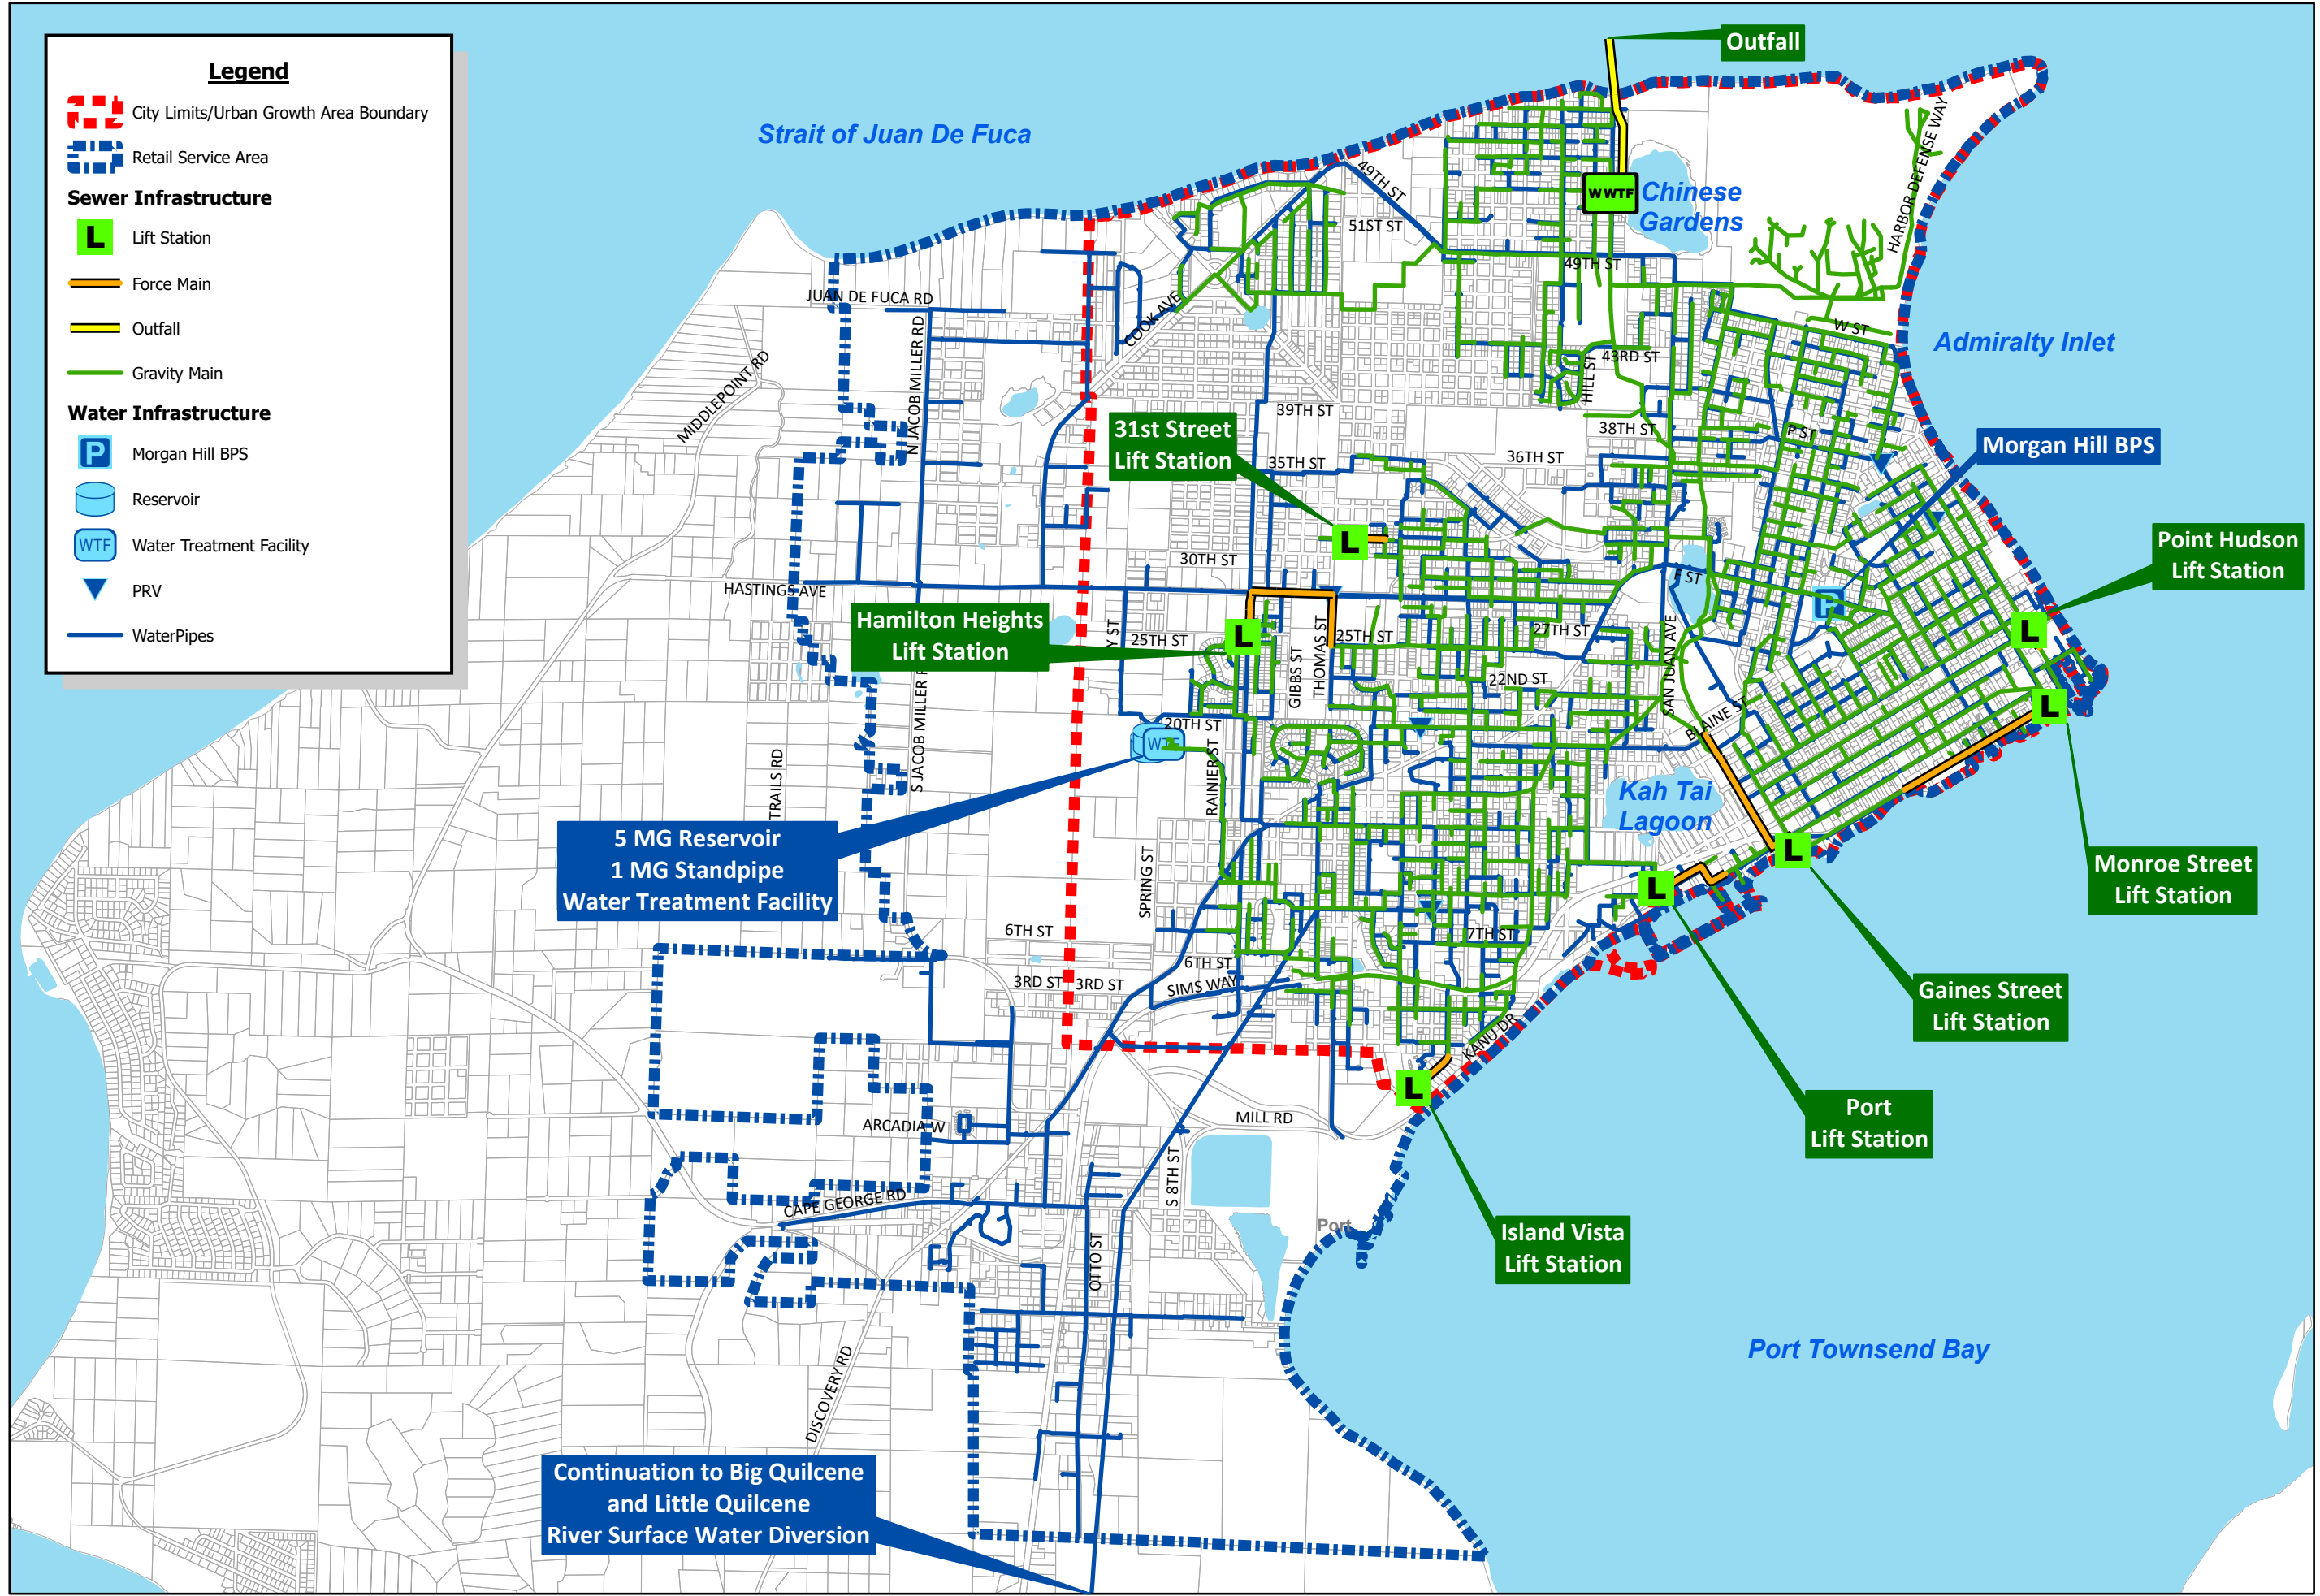 Legend
City Limits/Urban Growth Area Boundary
Retail Service Area
Sewer Infrastructure
L
Lift Station
Force Main
Outfall
Gravity Main
Water Infrastructure
P
Morgan Hill BPS
Reservoir
WTF
Water Treatment Facility
PRV
WaterPipes
Outfall
Strait of Juan De Fuca
49TH ST
51ST ST
WWTF
Chinese
Gardens
HARBOR DEFENSE WAY
49TH ST
JUAN DE FUCA RD
COOK AVE
N JACOB MILLER RD
MIDDLEPOINT RD
W ST
Admiralty Inlet
43RD ST
HILL ST
39TH ST
38TH ST
P ST
31st Street
Lift Station
35TH ST
36TH ST
Morgan Hill BPS
L
30TH ST
HASTINGS AVE
F ST
P
Point Hudson
Lift Station
L
Hamilton Heights
Lift Station
L
Y ST
25TH ST
25TH ST
27TH ST
GIBBS ST
THOMAS ST
22ND ST
SAN JUAN AVE
BLAINE ST
L
20TH ST
WTF
S JACOB MILLER R
TRAILS RD
RAINIER ST
5 MG Reservoir
1 MG Standpipe
Water Treatment Facility
Kah Tai
Lagoon
L
L
Monroe Street
Lift Station
SPRING ST
6TH ST
7TH ST
6TH ST
3RD ST
3RD ST
SIMS WAY
Gaines Street
Lift Station
KANU DR
L
Port
Lift Station
MILL RD
ARCADIA W
S 8TH ST
CAPE GEORGE RD
Port
Island Vista
Lift Station
OTTO ST
Port Townsend Bay
DISCOVERY RD
Continuation to Big Quilcene
and Little Quilcene
River Surface Water Diversion